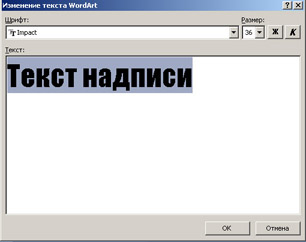 Изменение текста WordArt
Шрифт:
Размер:
Impact
36
Ж
К
Текст:
Текст надписи
ОК
Отмена